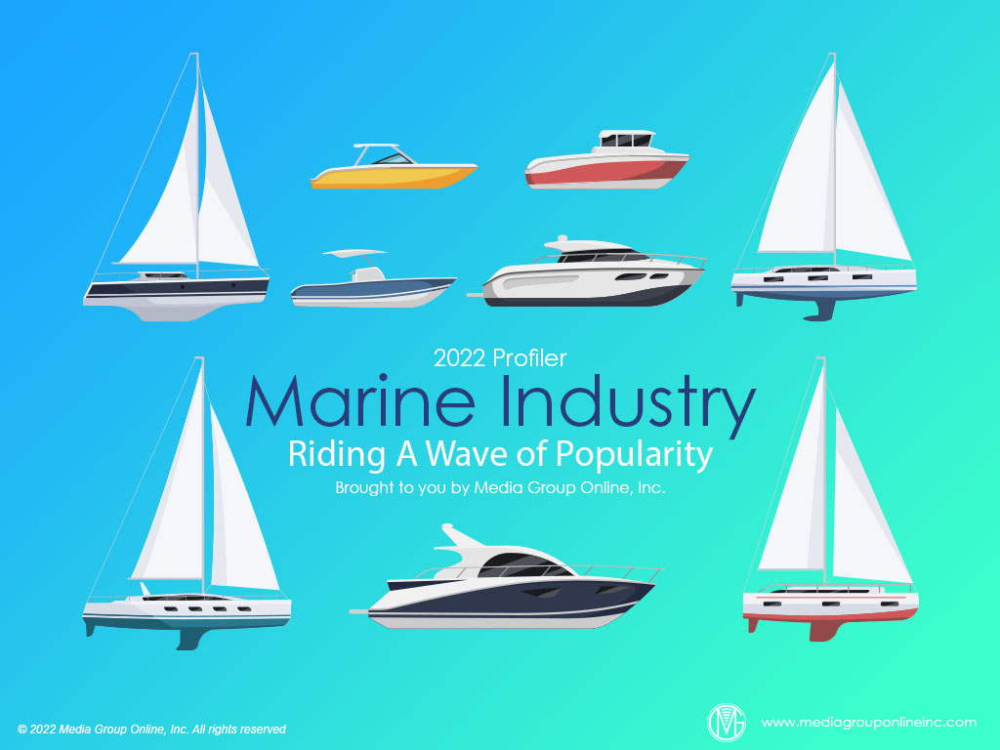 2022 Profiler
Marine Industry
Riding A Wave of Popularity
Brought to you by Media Group Online, Inc.
© 2022 Media Group Online, Inc. All rights reserved
MG
www.mediagrouponlineinc.com